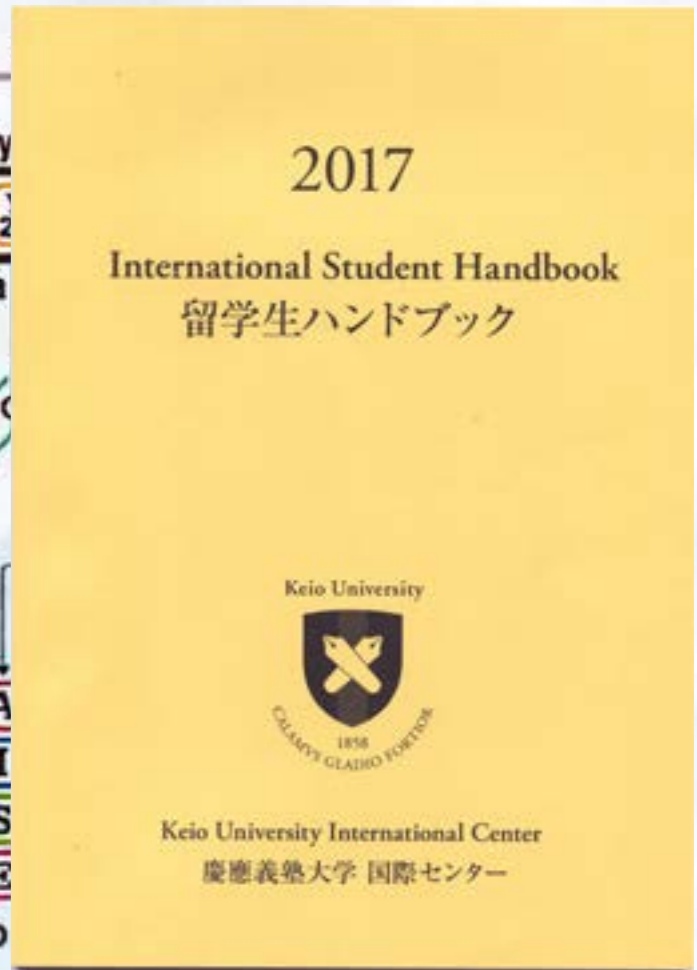 2017
International Student Handbook
留学生ハンドブック
Keio University
1858
CALAMVS GLADIO FORTIOR
Keio University International Center
慶應義塾大学 国際センター